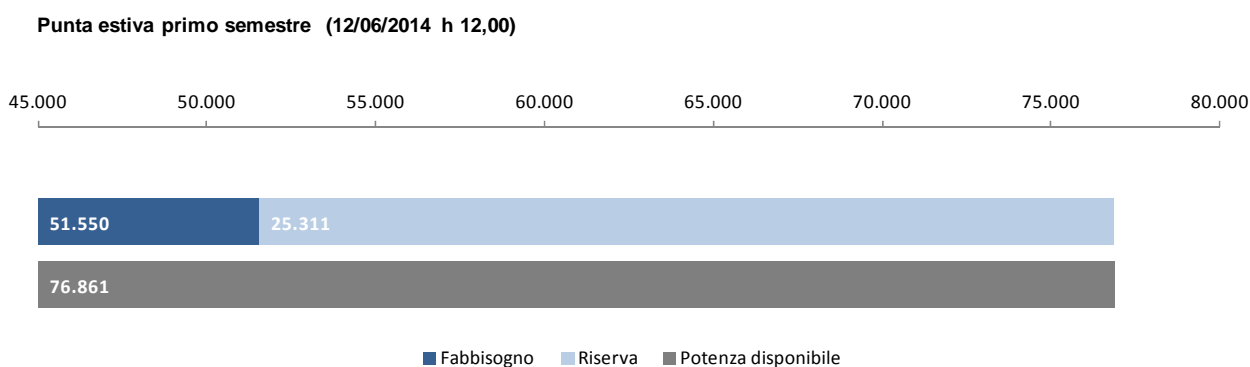 Punta estiva primo semestre (12/06/2014 h 12,00)
45.000 50.000 55.000 60.000 65.000 70.000 75.000 80.000
51.550 25.311
76.861
Fabbisogno Riserva Potenza disponibile